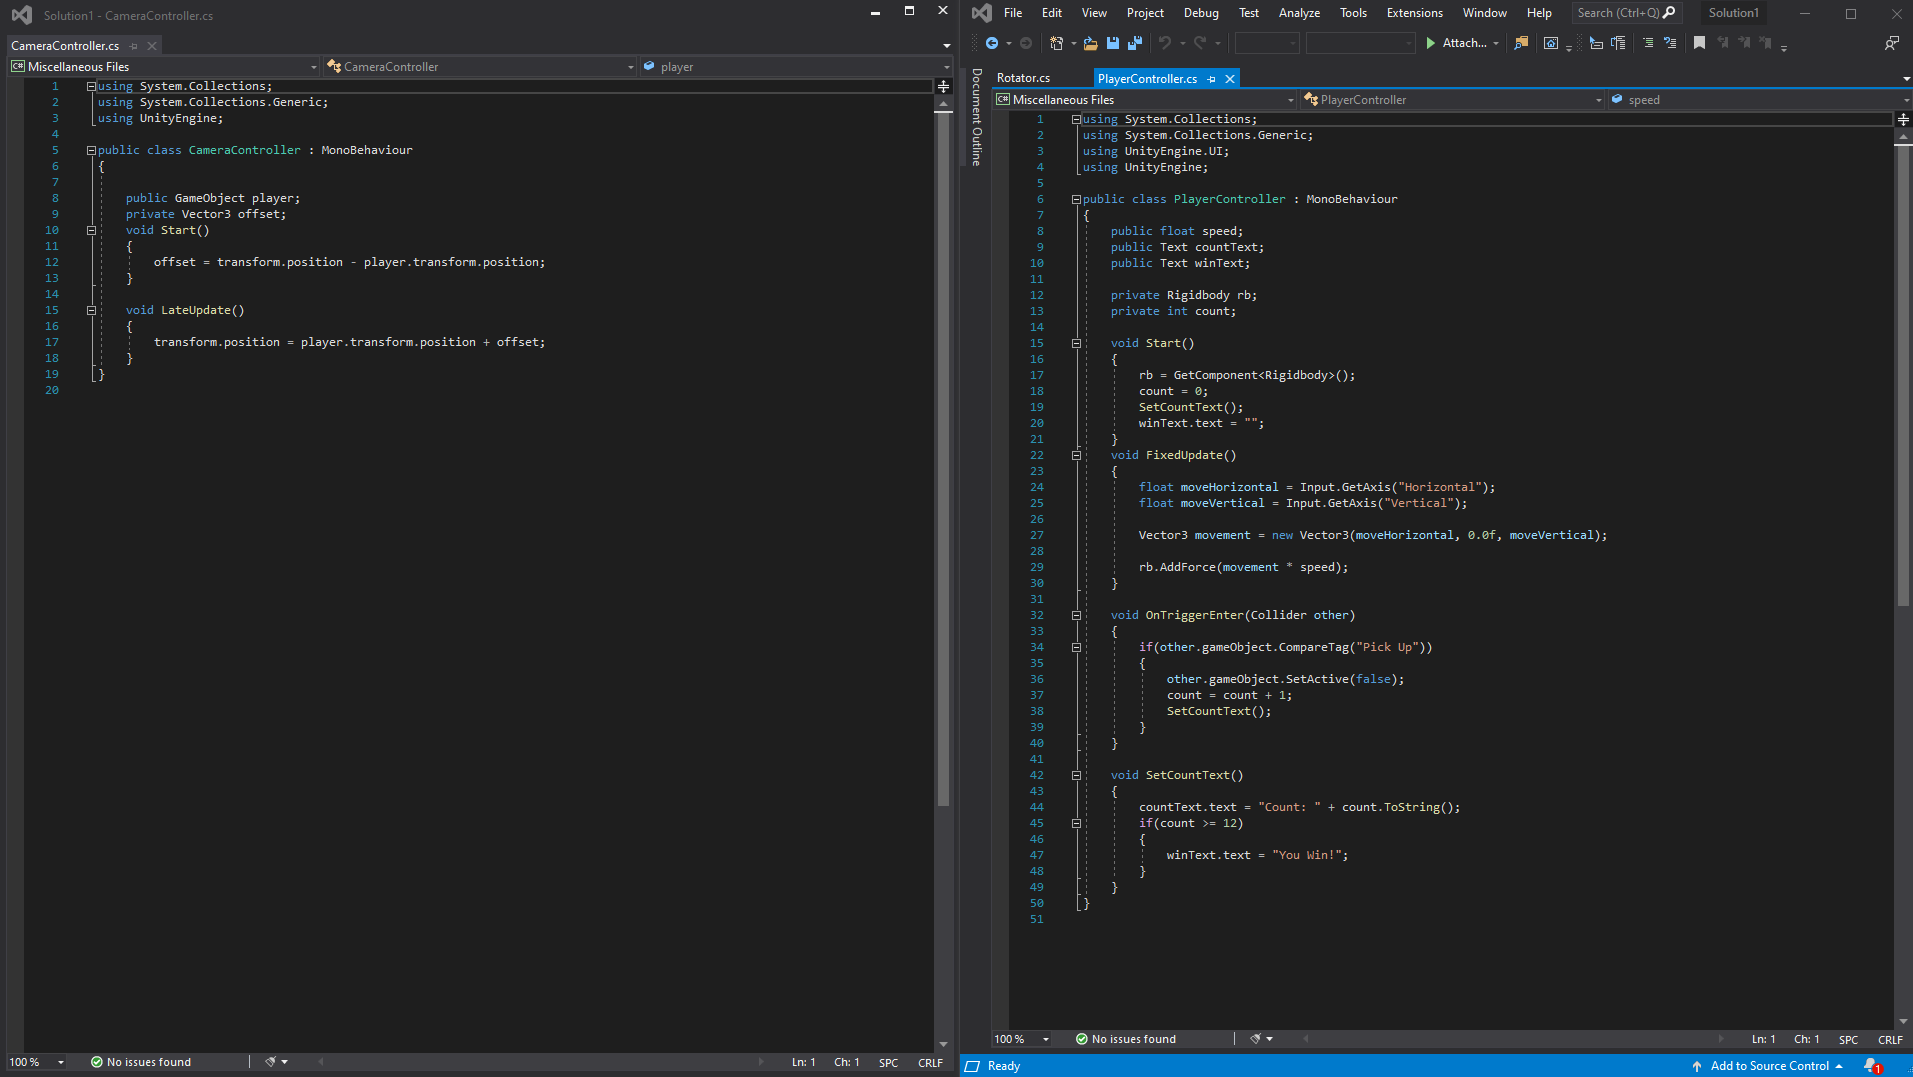 Solution1 - CameraController.cs
CameraController.cs
Miscellaneous Files CameraController player
1 using System.Collections;
2 using System.Collections.Generic;
3 using UnityEngine;
4
5 public class CameraController : MonoBehaviour
6 {
7
8 public GameObject player;
9 private Vector3 offset;
10 void Start()
11 {
12 offset = transform.position - player.transform.position;
13 }
14
15 void LateUpdate()
16 {
17 transform.position = player.transform.position + offset;
18 }
19 }
20
100 % No issues found Ln: 1 Ch: 1 SPC CRLF
File Edit View Project Debug Test Analyze Tools Extensions Window Help Search (Ctrl+Q) Solution1
Attach...
Document Outline
Rotator.cs PlayerController.cs
Miscellaneous Files PlayerController speed
1 using System.Collections;
2 using System.Collections.Generic;
3 using UnityEngine.UI;
4 using UnityEngine;
5
6 public class PlayerController : MonoBehaviour
7 {
8 public float speed;
9 public Text countText;
10 public Text winText;
11
12 private Rigidbody rb;
13 private int count;
14
15 void Start()
16 {
17 rb = GetComponent<Rigidbody>();
18 count = 0;
19 SetCountText();
20 winText.text = "";
21 }
22 void FixedUpdate()
23 {
24 float moveHorizontal = Input.GetAxis("Horizontal");
25 float moveVertical = Input.GetAxis("Vertical");
26
27 Vector3 movement = new Vector3(moveHorizontal, 0.0f, moveVertical);
28
29 rb.AddForce(movement * speed);
30 }
31
32 void OnTriggerEnter(Collider other)
33 {
34 if(other.gameObject.CompareTag("Pick Up"))
35 {
36 other.gameObject.SetActive(false);
37 count = count + 1;
38 SetCountText();
39 }
40 }
41
42 void SetCountText()
43 {
44 countText.text = "Count: " + count.ToString();
45 if(count >= 12)
46 {
47 winText.text = "You Win!";
48 }
49 }
50 }
51
100 % No issues found Ln: 1 Ch: 1 SPC CRLF
Ready Add to Source Control 1